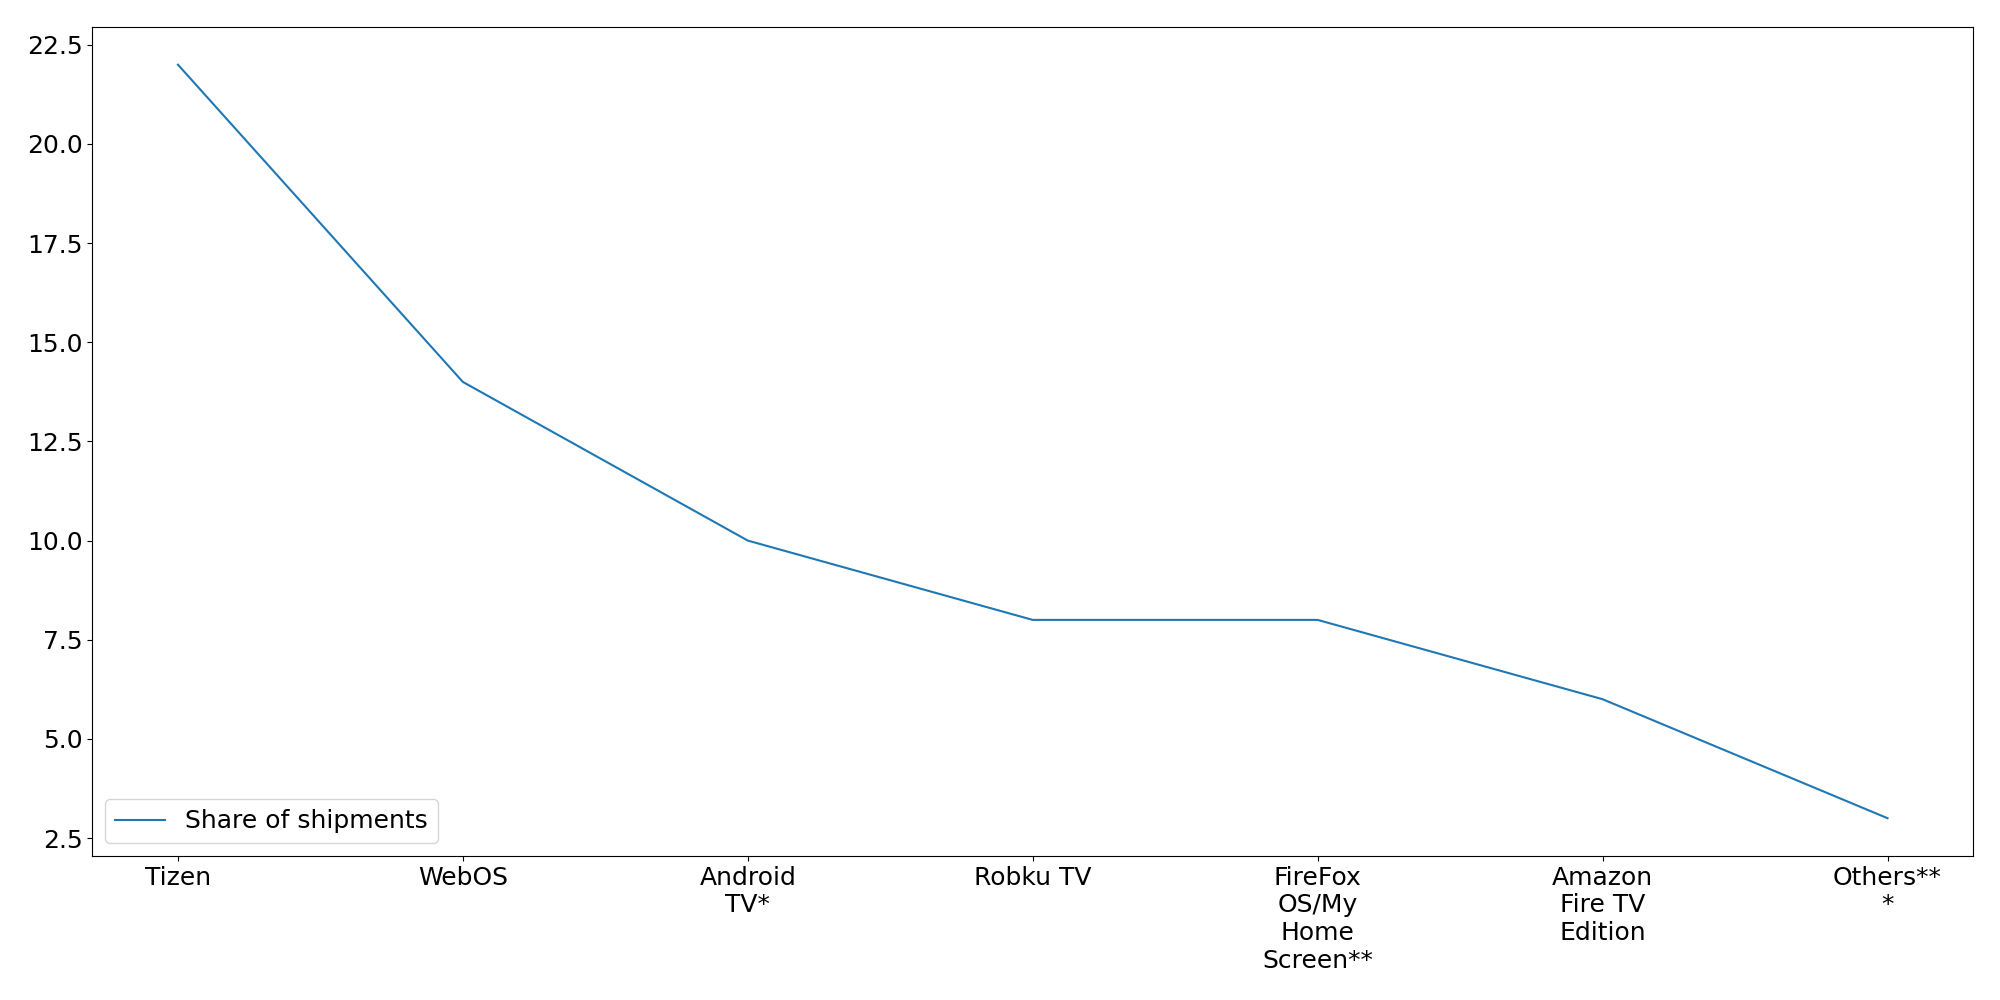 22.5
20.0
17.5
15.0
12.5
10.0
7.5
5.0
2.5
Share of shipments
Tizen
WebOS
Android
TV*
Robku TV
FireFox
OS/My
Home
Screen**
Amazon
Fire TV
Edition
Others**
*